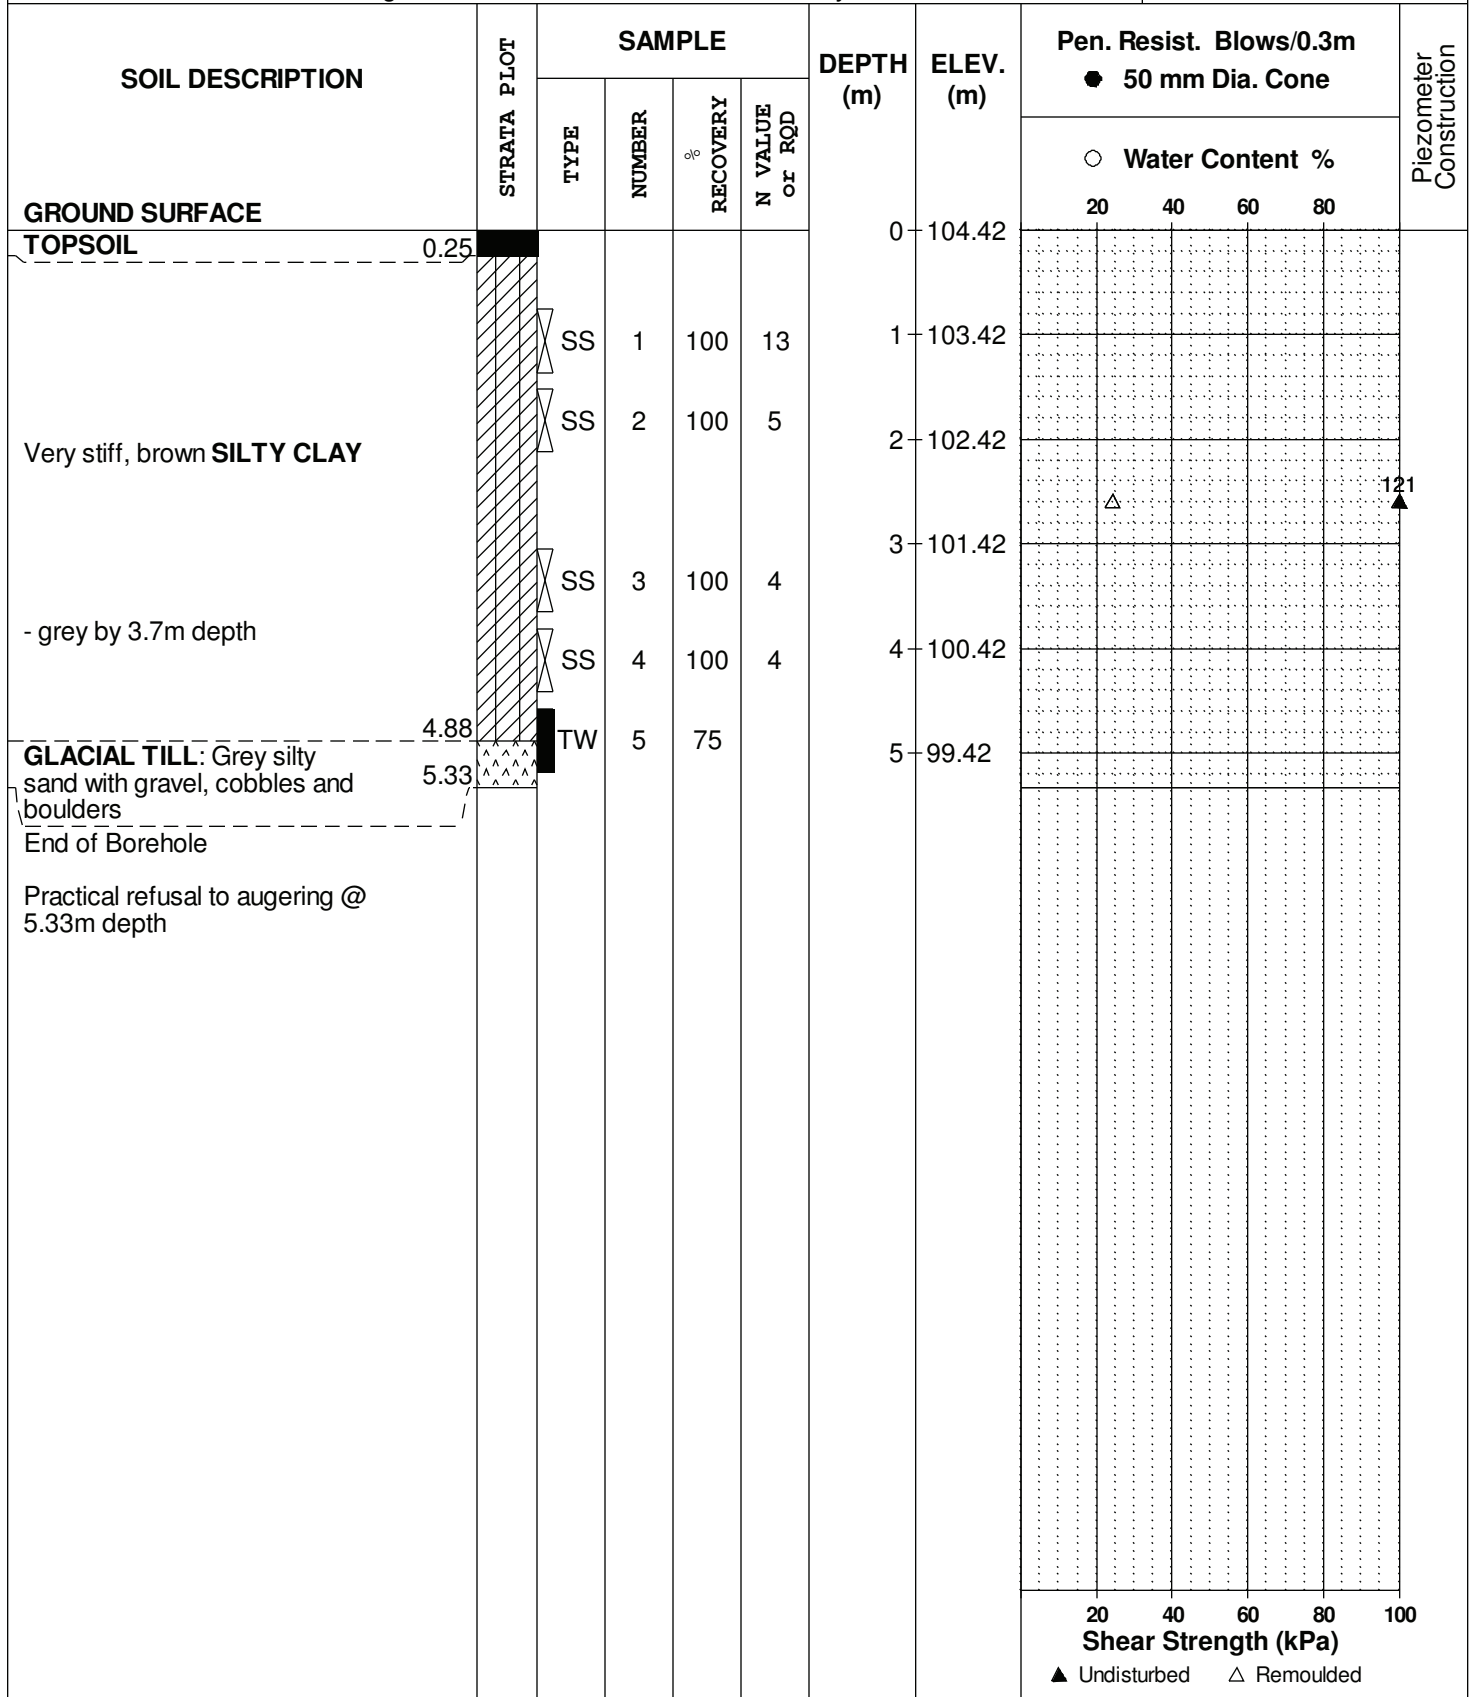 SOIL DESCRIPTION
GROUND SURFACE
STRATA PLOT
SAMPLE
TYPE
NUMBER
% RECOVERY
N VALUE or RQD
DEPTH (m)
ELEV. (m)
Pen. Resist. Blows/0.3m
● 50 mm Dia. Cone
○ Water Content %
20 40 60 80
Piezometer Construction
TOPSOIL 0.25
0 104.42
SS 1 100 13
1 103.42
SS 2 100 5
2 102.42
Very stiff, brown SILTY CLAY
121
3 101.42
SS 3 100 4
- grey by 3.7m depth
4 100.42
SS 4 100 4
4.88
TW 5 75
5 99.42
GLACIAL TILL: Grey silty
sand with gravel, cobbles and 5.33
boulders
End of Borehole
Practical refusal to augering @
5.33m depth
20 40 60 80 100
Shear Strength (kPa)
▲ Undisturbed △ Remoulded